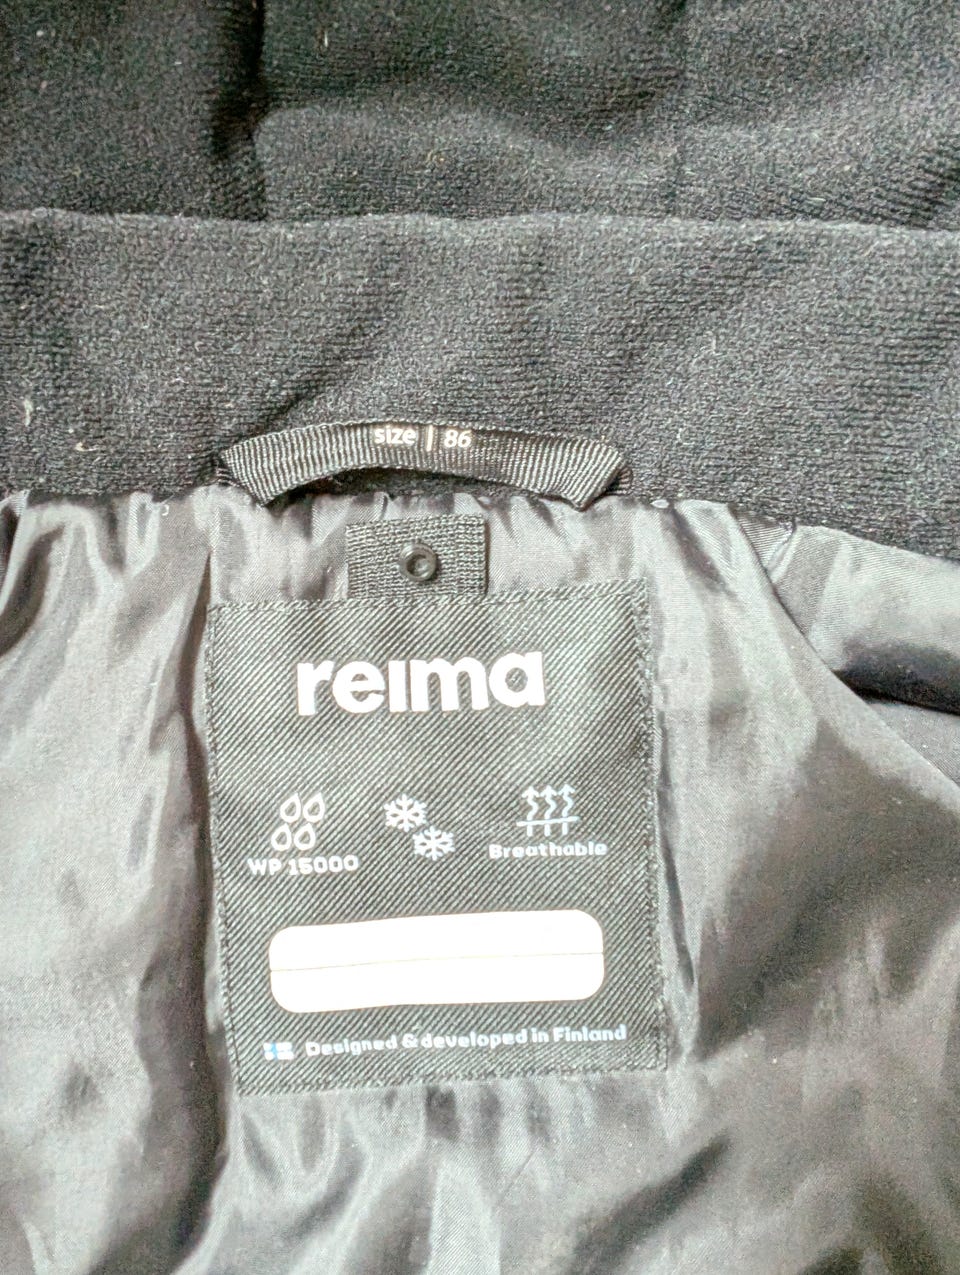 size | 86
reima
WP 15000
Breathable
Designed & developed in Finland